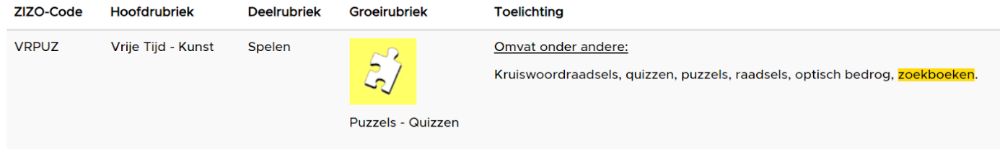 ZIZO-Code Hoofdrubriek Deelrubriek Groeirubriek Toelichting
VRPUZ Vrije Tijd - Kunst Spelen Omvat onder andere:
Kruiswoordraadsels, quizzen, puzzels, raadsels, optisch bedrog, zoekboeken.
Puzzels - Quizzen